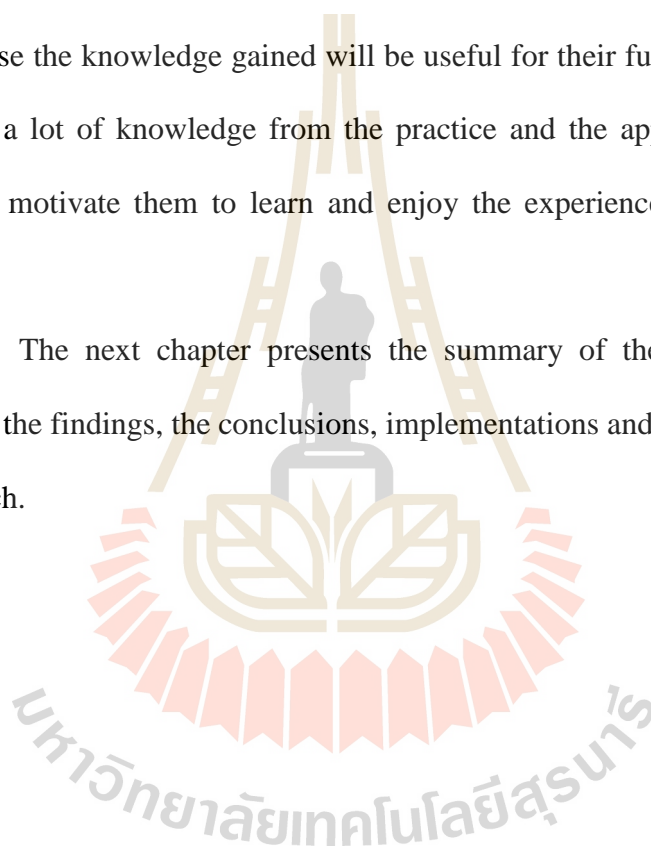 se the knowledge gained will be useful for their fu
a lot of knowledge from the practice and the ap
motivate them to learn and enjoy the experience
The next chapter presents the summary of the
the findings, the conclusions, implementations and
h.
มหาวิทยาลัยเทคโนโลยีสุรนารี